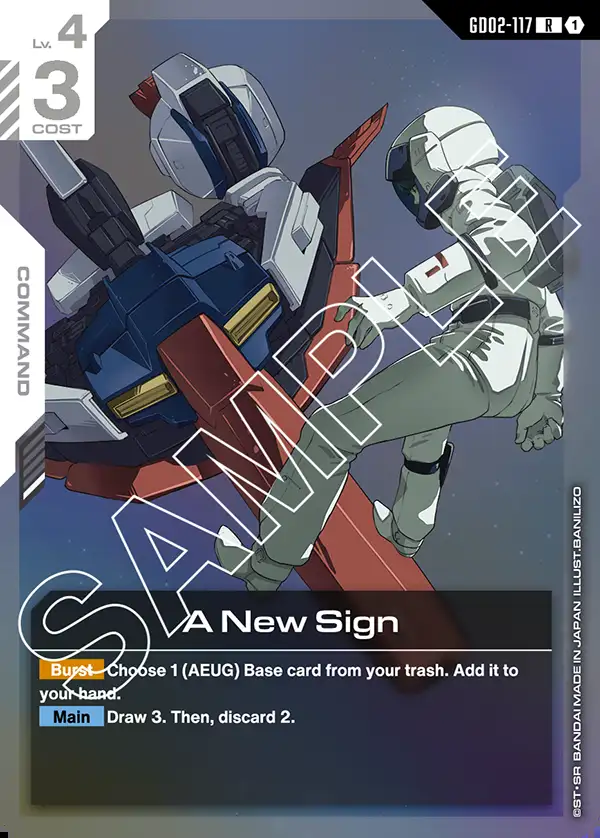 GD02-117 R 1
Lv. 4
3
COST
COMMAND
SAMPLE
A New Sign
Burst Choose 1 (AEUG) Base card from your trash. Add it to
your hand.
Main Draw 3. Then, discard 2.
©ST・SR BANDAI MADE IN JAPAN ILLUST.BANILIZO